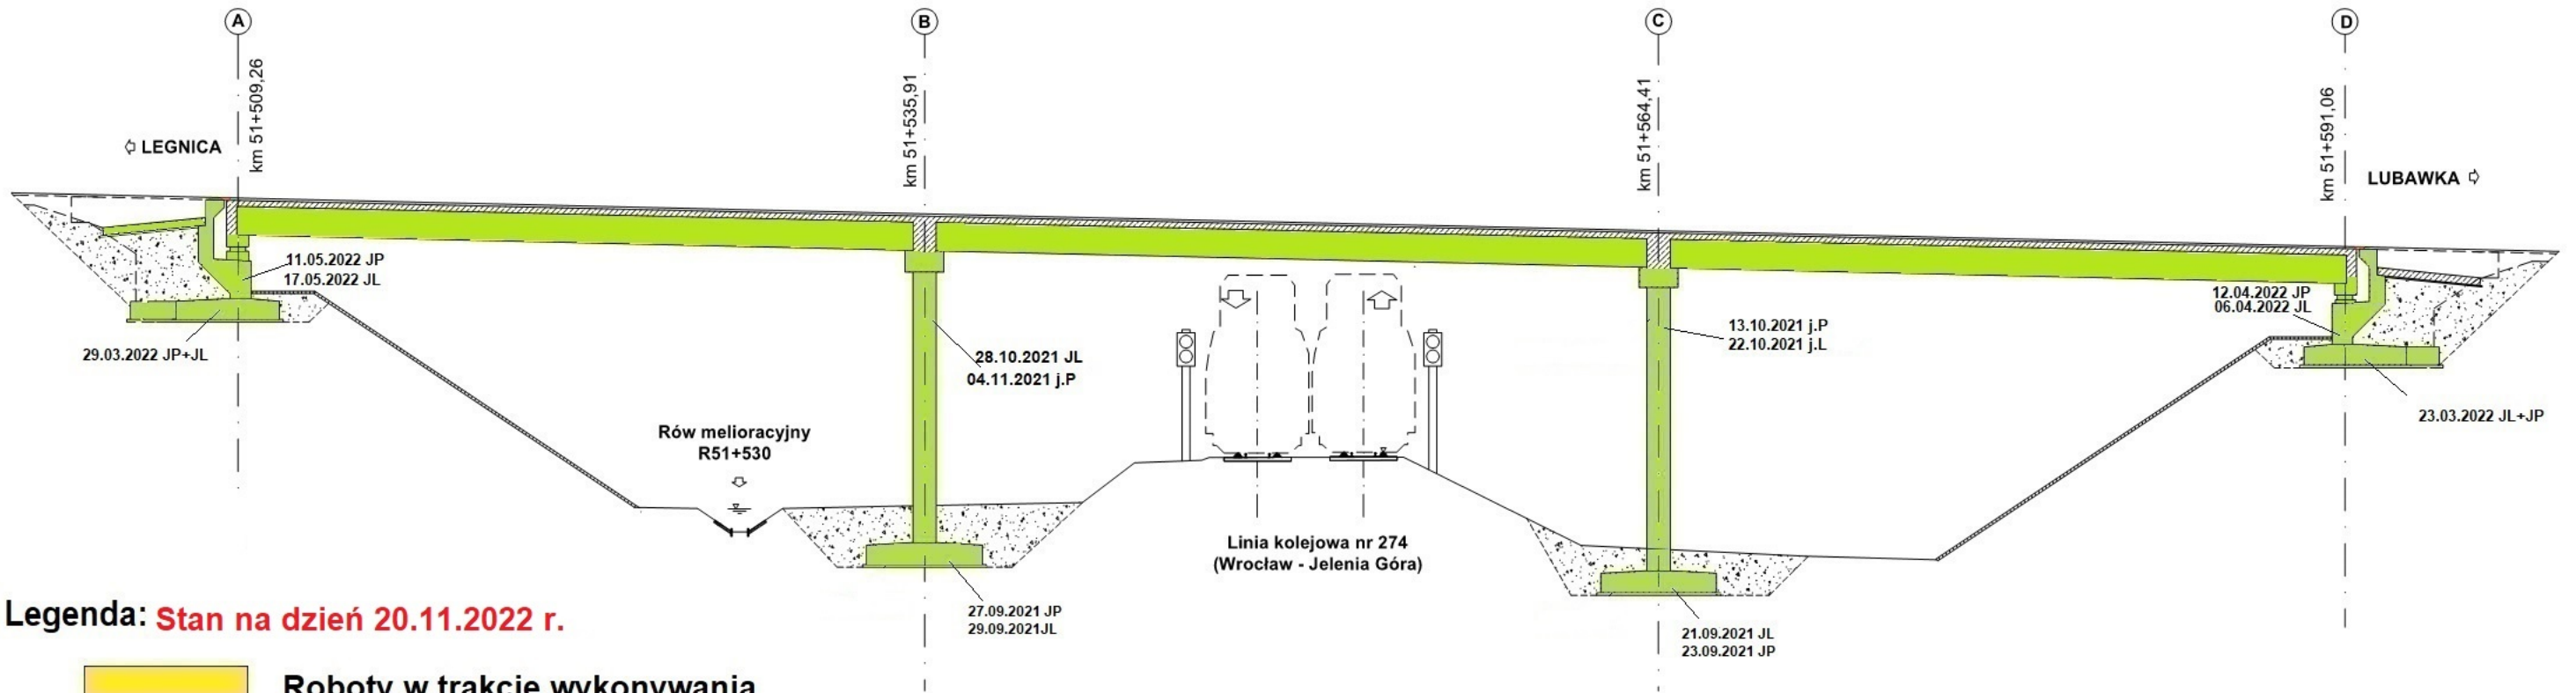 A
B
C
D
km 51+509,26
km 51+535,91
km 51+564,41
km 51+591,06
LEGNICA
LUBAWKA
11.05.2022 JP
17.05.2022 JL
29.03.2022 JP+JL
28.10.2021 JL
04.11.2021 j.P
13.10.2021 j.P
22.10.2021 j.L
12.04.2022 JP
06.04.2022 JL
23.03.2022 JL+JP
Rów melioracyjny
R51+530
Linia kolejowa nr 274
(Wrocław - Jelenia Góra)
27.09.2021 JP
29.09.2021JL
21.09.2021 JL
23.09.2021 JP
Legenda: Stan na dzień 20.11.2022 r.
Roboty w trakcie wykonywania